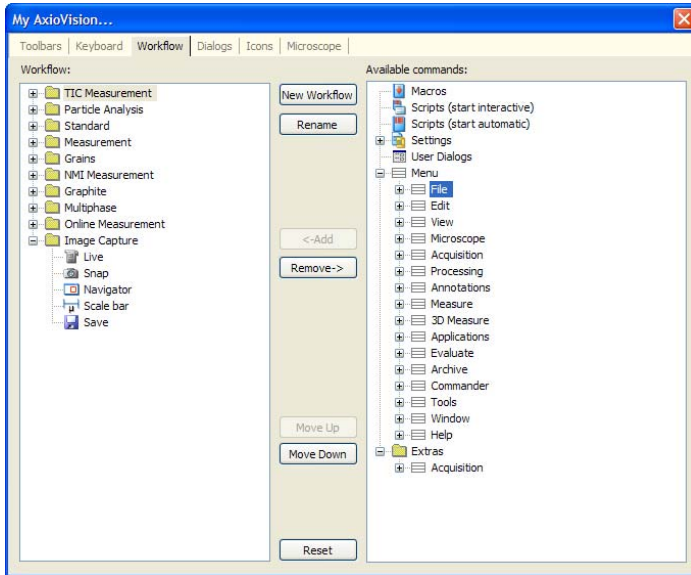 My AxioVision...
Toolbars Keyboard Workflow Dialogs Icons Microscope
Workflow:
TIC Measurement
Particle Analysis
Standard
Measurement
Grains
NMI Measurement
Graphite
Multiphase
Online Measurement
Image Capture
Live
Snap
Navigator
μ Scale bar
Save
New Workflow
Rename
<-Add
Remove->
Move Up
Move Down
Reset
Available commands:
Macros
Scripts (start interactive)
Scripts (start automatic)
Settings
User Dialogs
Menu
File
Edit
View
Microscope
Acquisition
Processing
Annotations
Measure
3D Measure
Applications
Evaluate
Archive
Commander
Tools
Window
Help
Extras
Acquisition